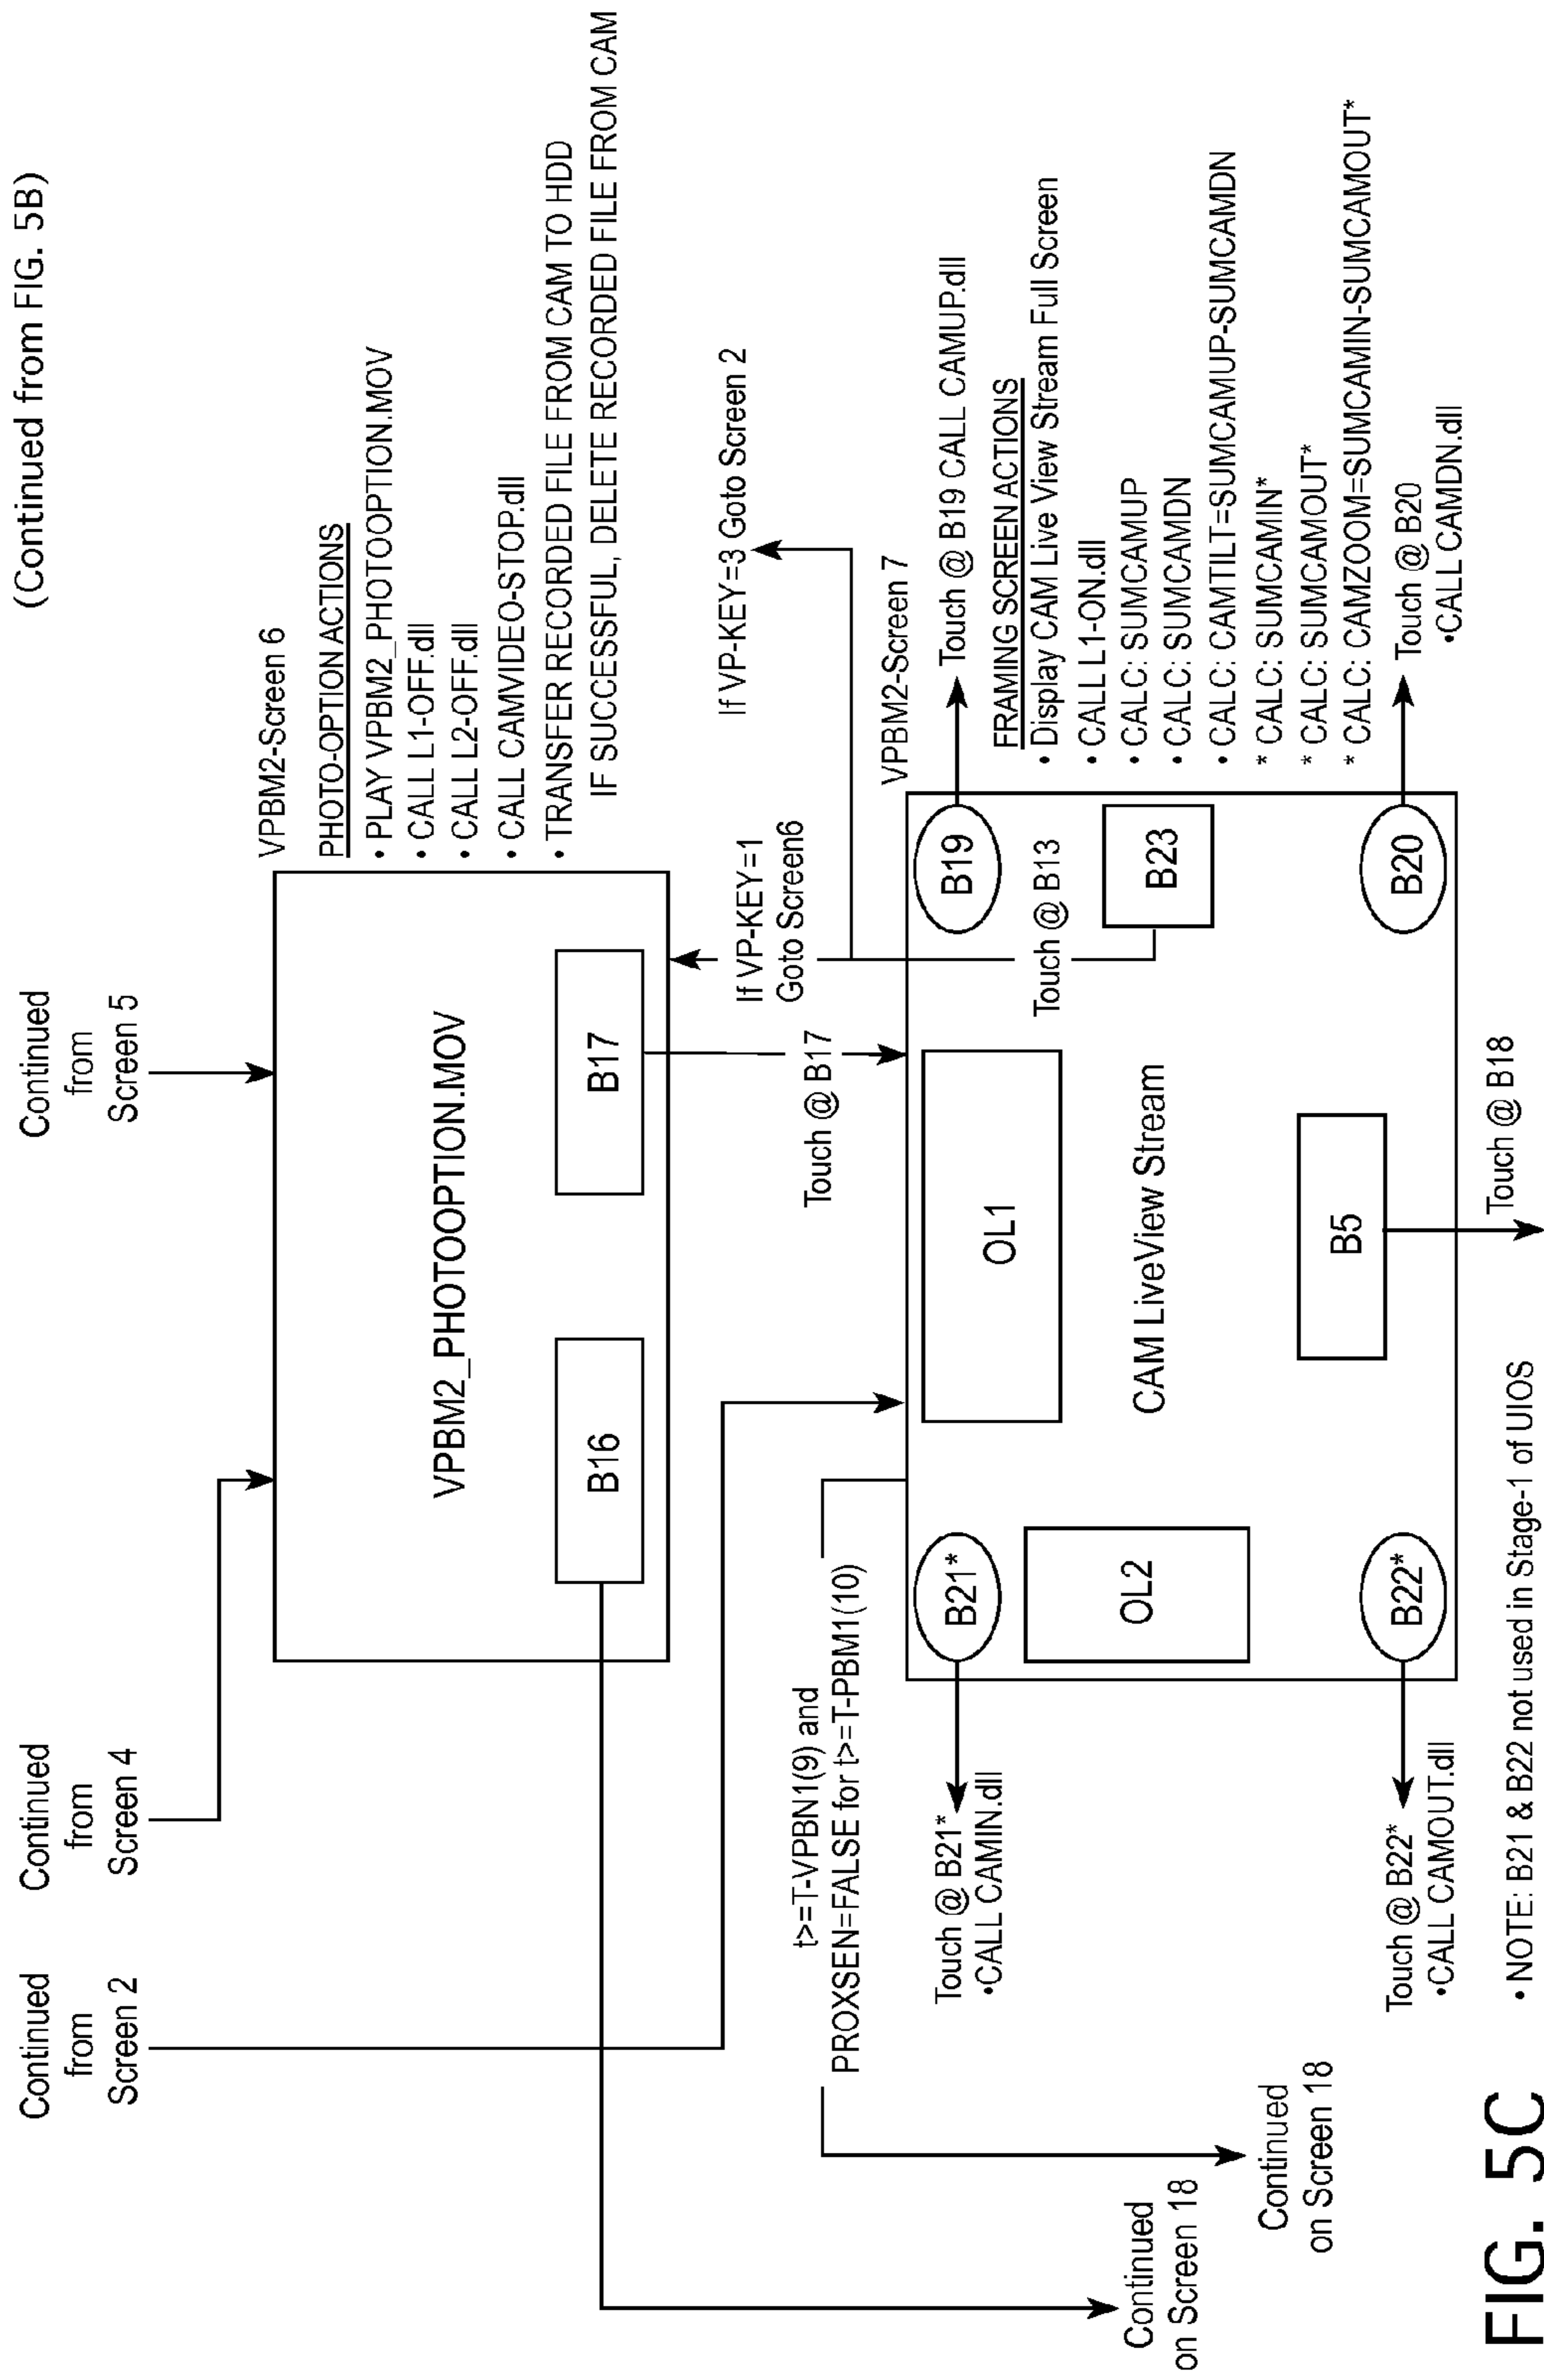 (Continued from FIG. 5B)
Continued
from
Screen 2
Continued
from
Screen 4
Continued
from
Screen 5
VPBM2-Screen 6
PHOTO-OPTION ACTIONS
• PLAY VPBM2_PHOTOOPTION.MOV
• CALL L1-OFF.dll
• CALL L2-OFF.dll
• CALL CAMVIDEO-STOP.dll
• TRANSFER RECORDED FILE FROM CAM TO HDD
IF SUCCESSFUL, DELETE RECORDED FILE FROM CAM
VPBM2_PHOTOOPTION.MOV
B16
B17
t>=T-VPBN1(9) and
PROXSEN=FALSE for t>=T-PBM1(10)
Touch @ B17
If VP-KEY=1
Goto Screen6
If VP-KEY=3 Goto Screen 2
VPBM2-Screen 7
Touch @ B21*
•CALL CAMIN.dll
B21*
OL2
B22*
OL1
CAM LiveView Stream
B5
Touch @ B13
B19
B23
B20
Touch @ B19 CALL CAMUP.dll
FRAMING SCREEN ACTIONS
• Display CAM Live View Stream Full Screen
• CALL L1-ON.dll
• CALC: SUMCAMUP
• CALC: SUMCAMDN
• CALC: CAMTILT=SUMCAMUP-SUMCAMDN
* CALC: SUMCAMIN*
* CALC: SUMCAMOUT*
* CALC: CAMZOOM=SUMCAMIN-SUMCAMOUT*
Touch @ B20
•CALL CAMDN.dll
Touch @ B22*
•CALL CAMOUT.dll
Continued
on Screen 18
Continued
on Screen 18
Touch @ B18
• NOTE: B21 & B22 not used in Stage-1 of UIOS
FIG. 5C